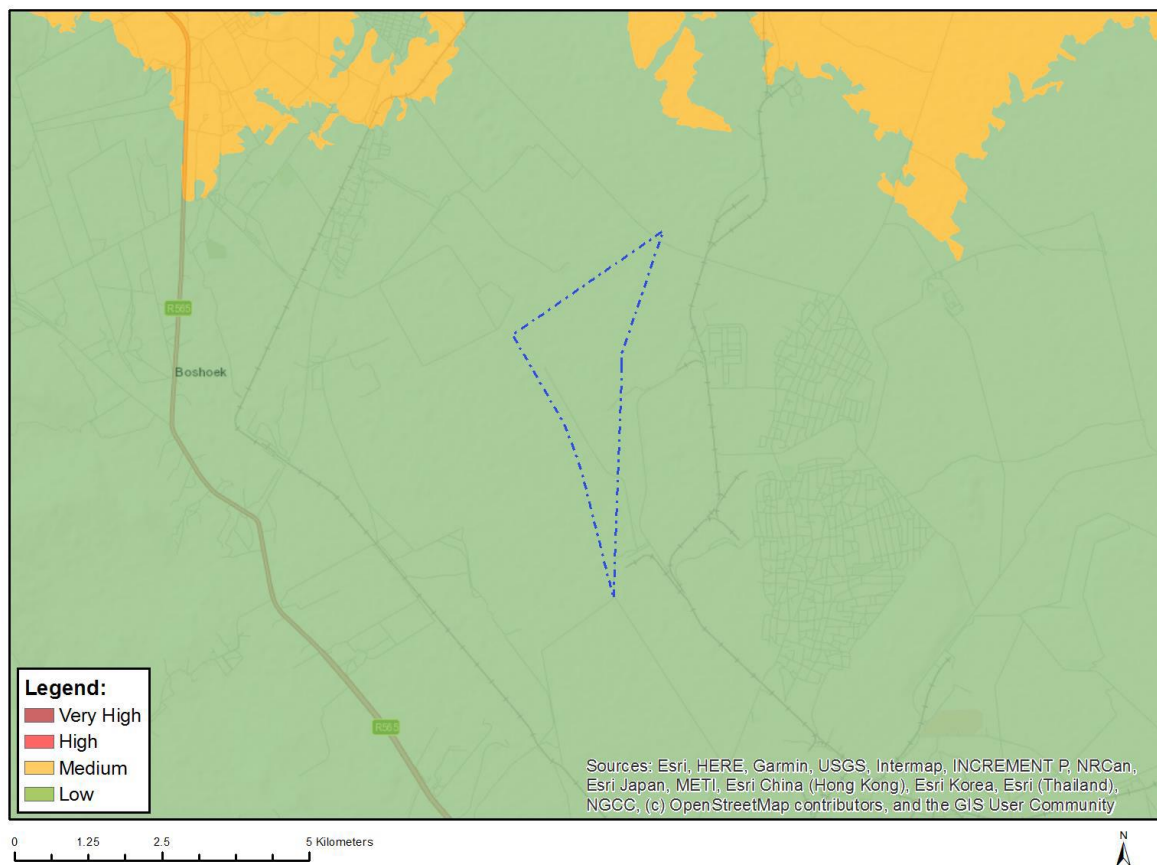 R565
Boshoek
R565
Legend:
Very High
High
Medium
Low
Sources: Esri, HERE, Garmin, USGS, Intermap, INCREMENT P, NRCan,
Esri Japan, METI, Esri China (Hong Kong), Esri Korea, Esri (Thailand),
NGCC, (c) OpenStreetMap contributors, and the GIS User Community
0 1.25 2.5 5 Kilometers
N